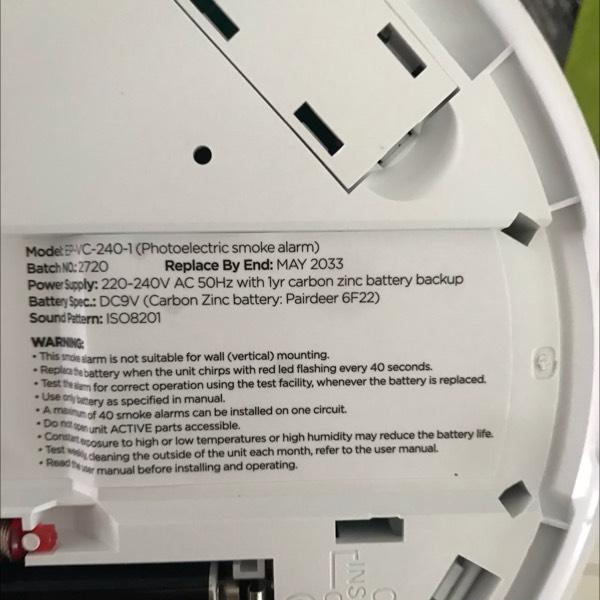 Model: EP-VC-240-1 (Photoelectric smoke alarm)
Batch NO.: 2720 Replace By End: MAY 2033
Power Supply: 220-240V AC 50Hz with 1yr carbon zinc battery backup
Battery Spec.: DC9V (Carbon Zinc battery: Pairdeer 6F22)
Sound Pattern: ISO8201
WARNING:
• This smoke alarm is not suitable for wall (vertical) mounting.
• Replace the battery when the unit chirps with red led flashing every 40 seconds.
• Test the alarm for correct operation using the test facility, whenever the battery is replaced.
• Use only battery as specified in manual.
• A maximum of 40 smoke alarms can be installed on one circuit.
• Do not open unit ACTIVE parts accessible.
• Constant exposure to high or low temperatures or high humidity may reduce the battery life.
• Test weekly, cleaning the outside of the unit each month, refer to the user manual.
• Read the user manual before installing and operating.